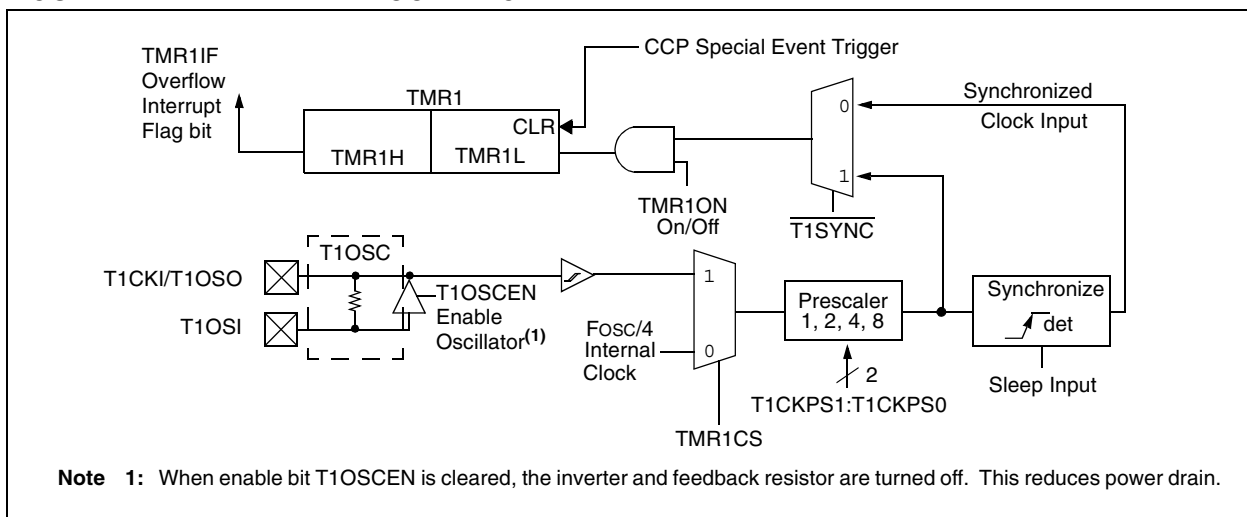 CCP Special Event Trigger
TMR1IF
Overflow
Interrupt
Flag bit
TMR1
CLR
TMR1H
TMR1L
TMR1ON
On/Off
0
1
T1SYNC
Synchronized
Clock Input
T1OSC
T1CKI/T1OSO
T1OSI
T1OSCEN
Enable
Oscillator(1)
FOSC/4
Internal
Clock
1
0
TMR1CS
Prescaler
1, 2, 4, 8
2
T1CKPS1:T1CKPS0
Synchronize
det
Sleep Input
Note 1: When enable bit T1OSCEN is cleared, the inverter and feedback resistor are turned off. This reduces power drain.